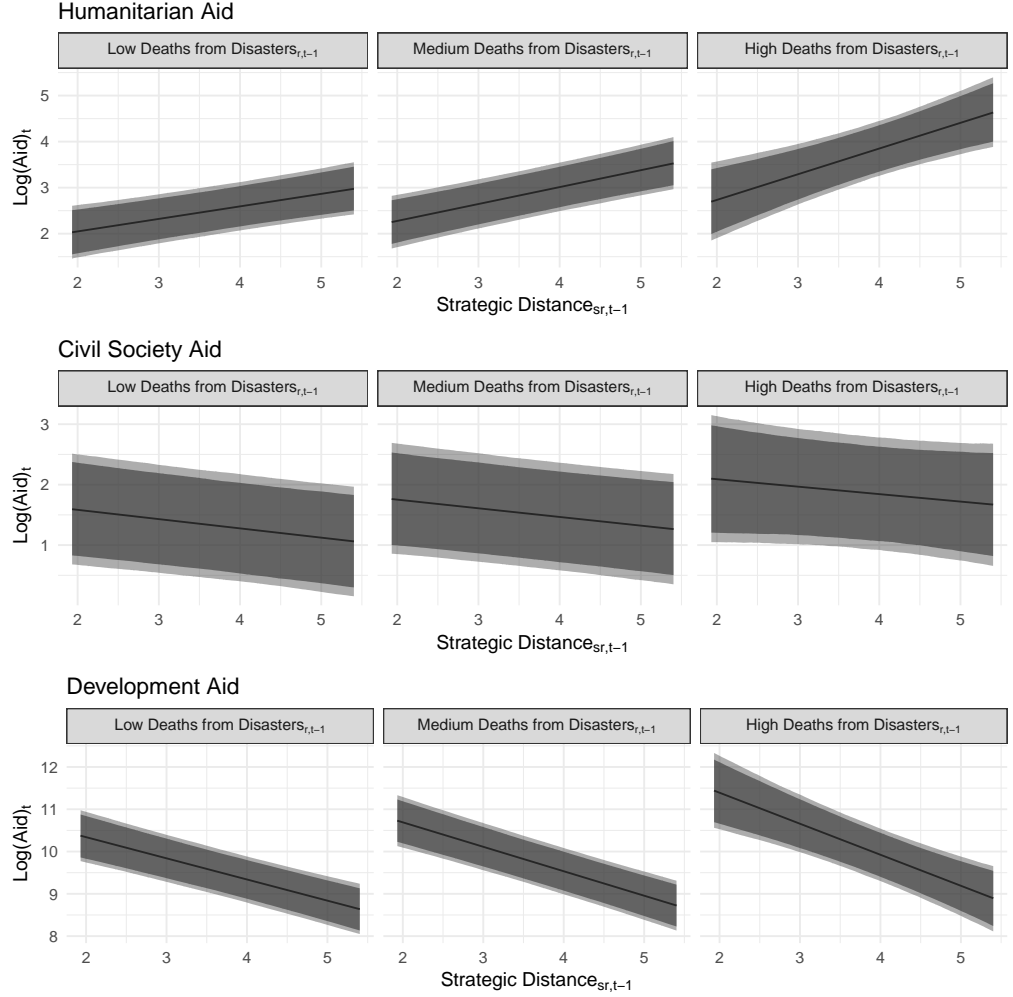 Humanitarian Aid
Low Deaths from Disasters r,t−1 Medium Deaths from Disasters r,t−1 High Deaths from Disasters r,t−1
5
4
3
2
Log(Aid) t
2 3 4 5 2 3 4 5 2 3 4 5
Strategic Distance sr,t−1
Civil Society Aid
Low Deaths from Disasters r,t−1 Medium Deaths from Disasters r,t−1 High Deaths from Disasters r,t−1
3
2
1
Log(Aid) t
2 3 4 5 2 3 4 5 2 3 4 5
Strategic Distance sr,t−1
Development Aid
Low Deaths from Disasters r,t−1 Medium Deaths from Disasters r,t−1 High Deaths from Disasters r,t−1
12
11
10
9
8
Log(Aid) t
2 3 4 5 2 3 4 5 2 3 4 5
Strategic Distance sr,t−1